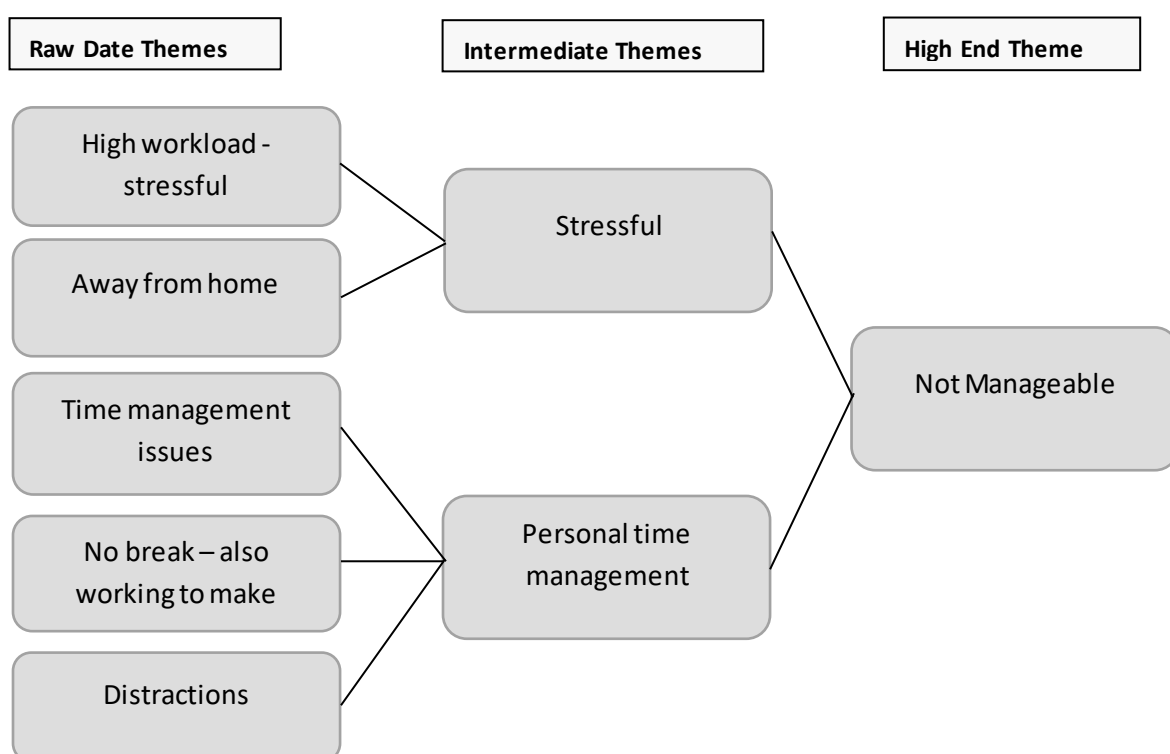 Raw Date Themes
Intermediate Themes
High End Theme
High workload -
stressful
Away from home
Time management
issues
No break – also
working to make
Distractions
Stressful
Personal time
management
Not Manageable